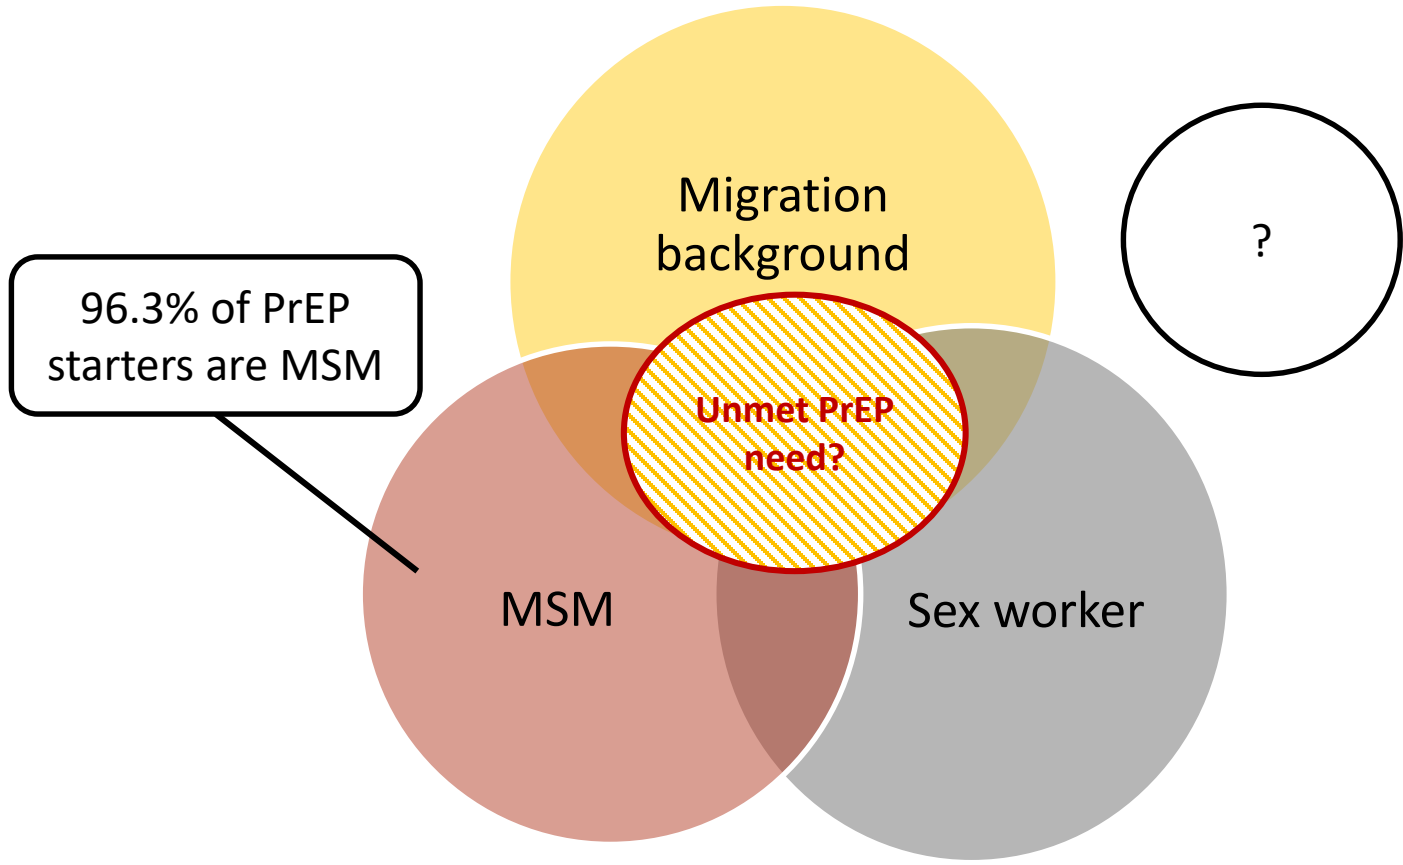 Migration
background
?
96.3% of PrEP
starters are MSM
Unmet PrEP
need?
MSM
Sex worker